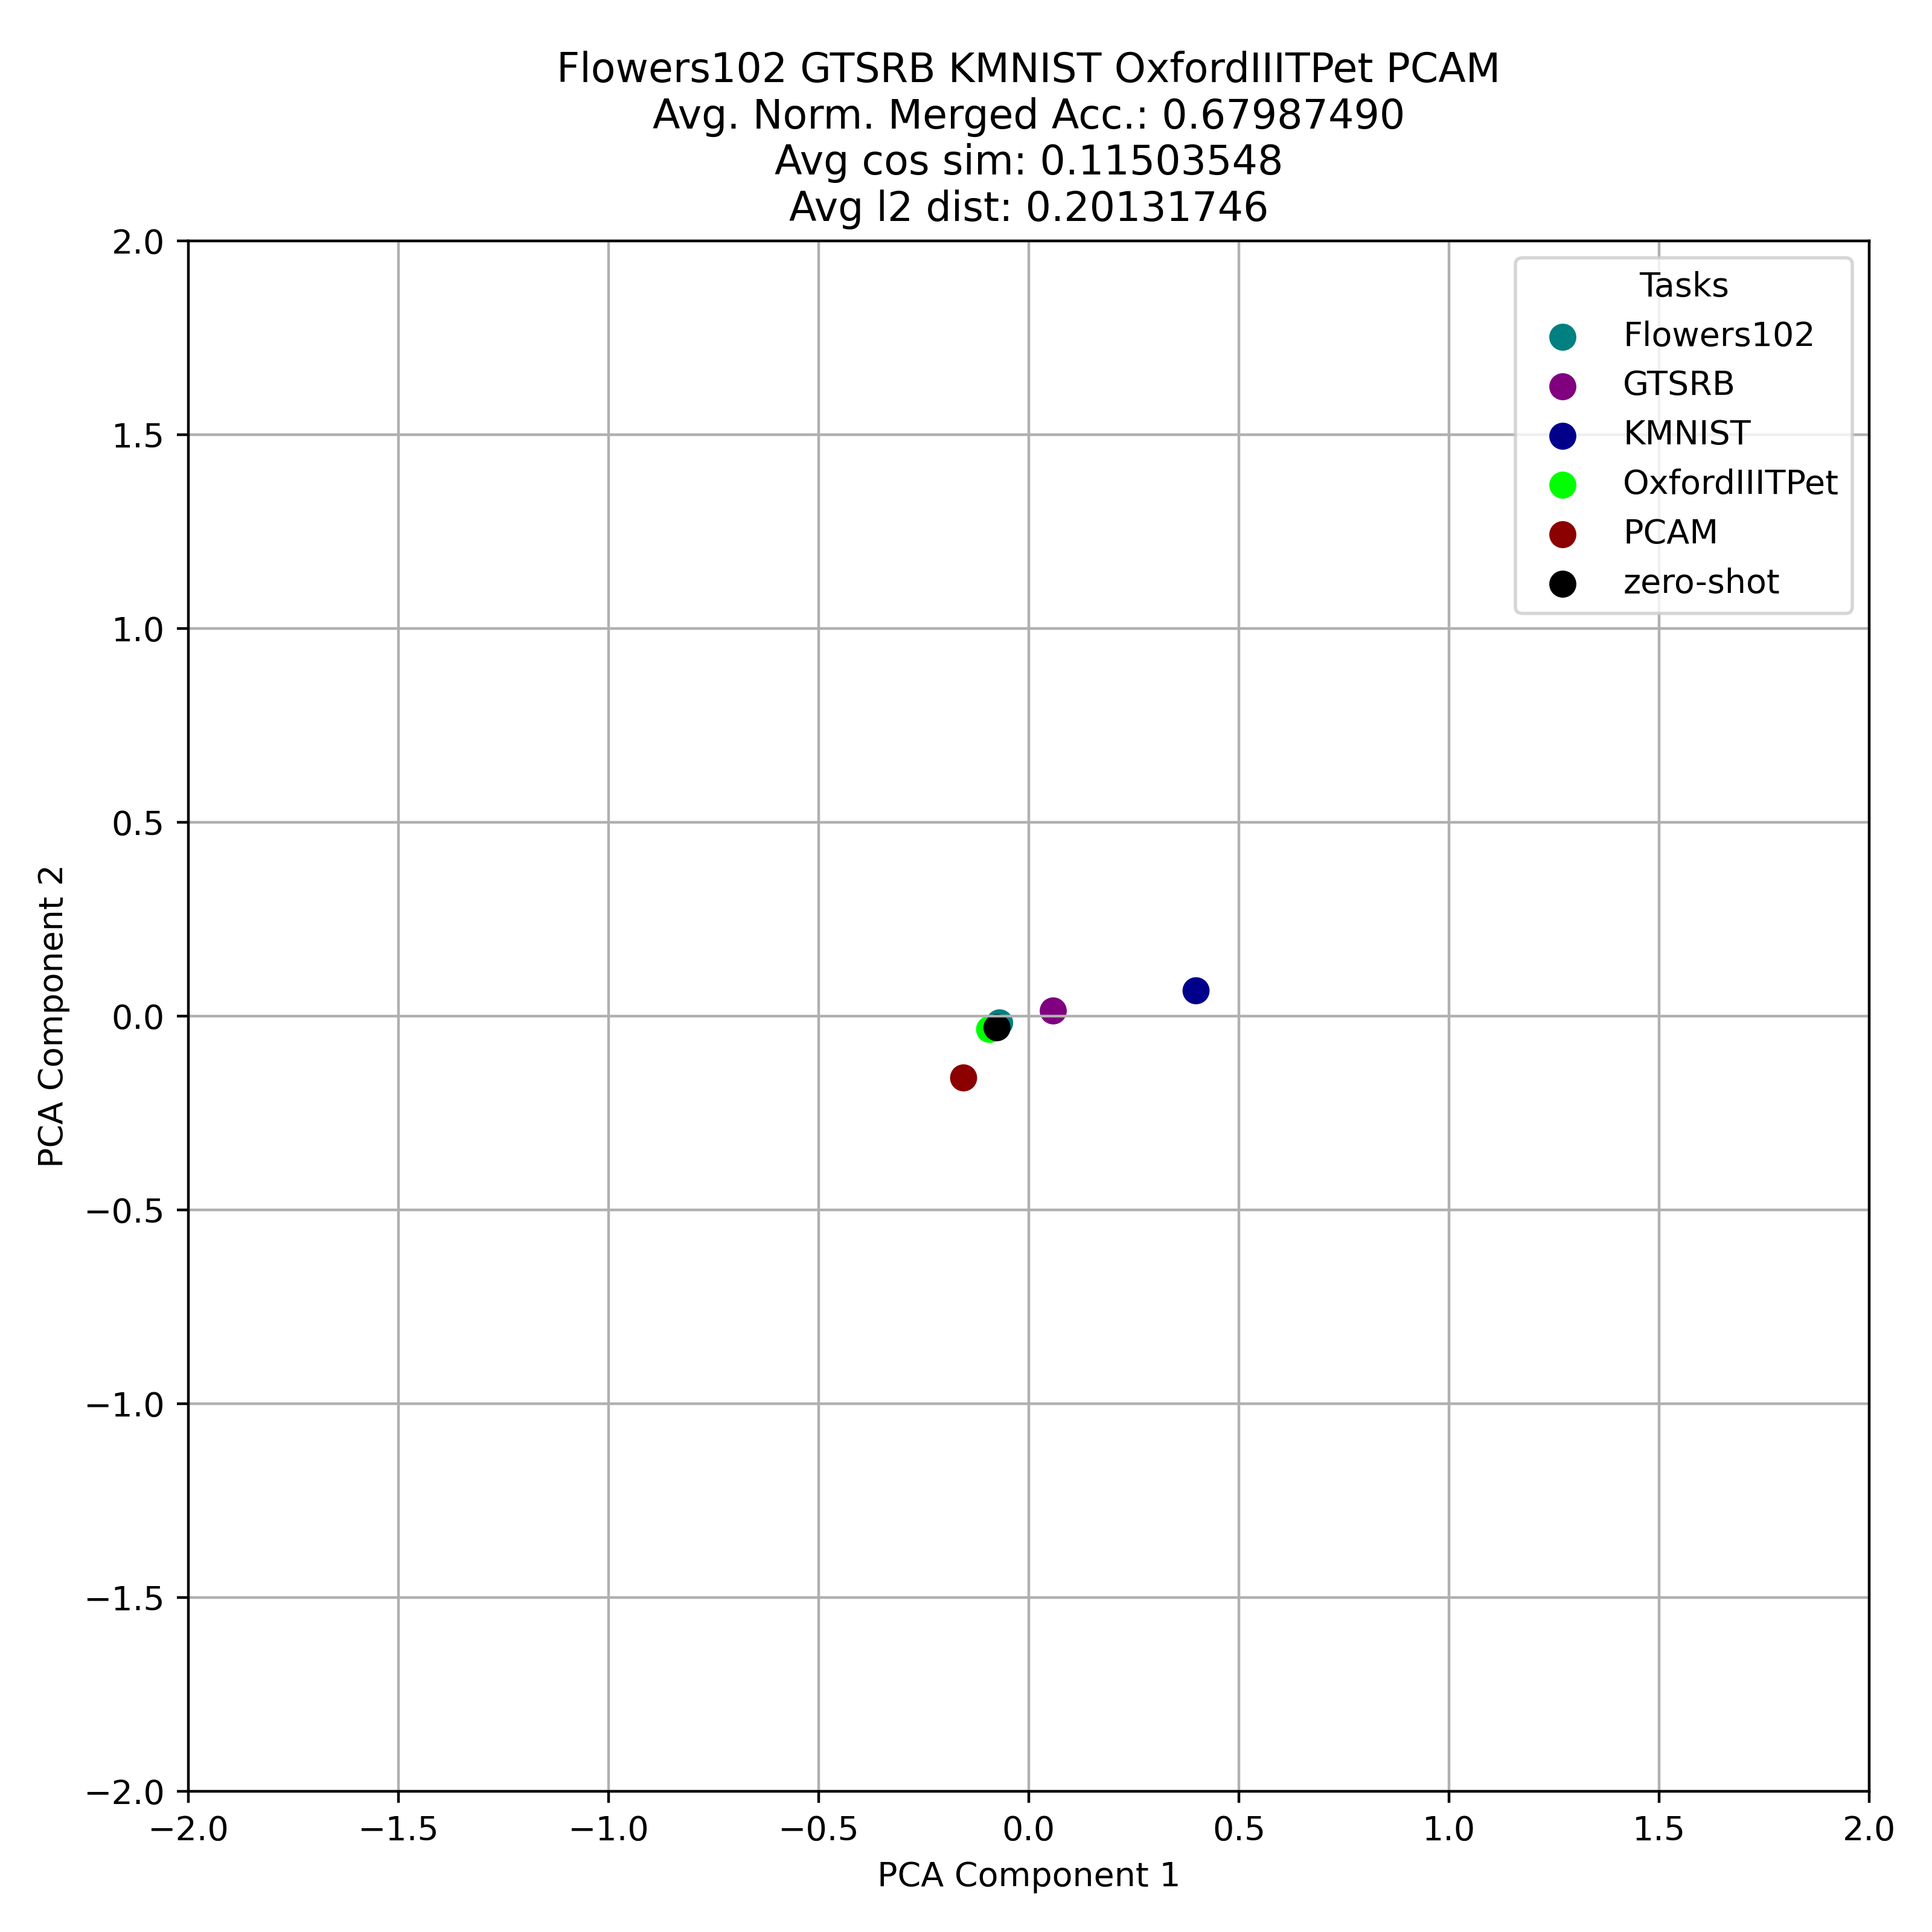 Flowers102 GTSRB KMNIST OxfordIIITPet PCAM
Avg. Norm. Merged Acc.: 0.67987490
Avg cos sim: 0.11503548
Avg l2 dist: 0.20131746
Tasks
Flowers102
GTSRB
KMNIST
OxfordIIITPet
PCAM
zero-shot
PCA Component 2
2.0
1.5
1.0
0.5
0.0
−0.5
−1.0
−1.5
−2.0
−2.0 −1.5 −1.0 −0.5 0.0 0.5 1.0 1.5 2.0
PCA Component 1